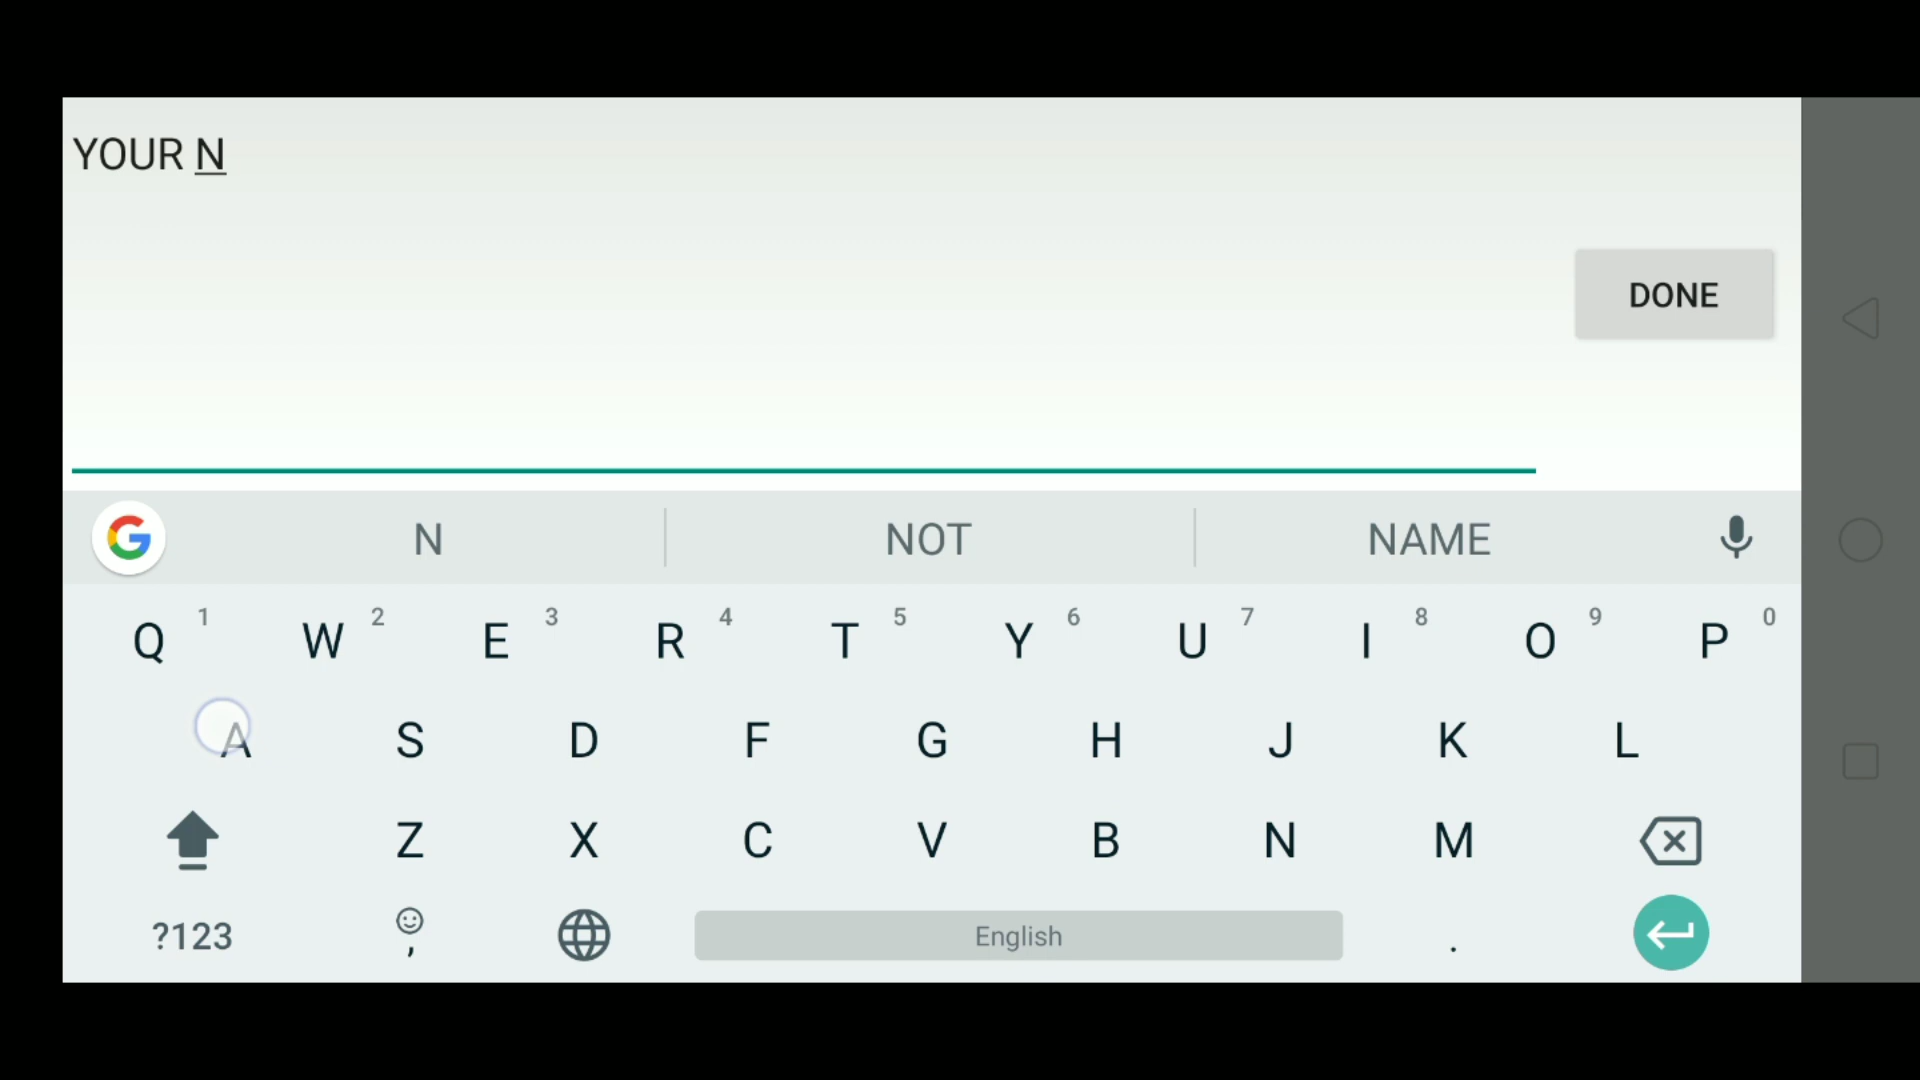 YOUR N
DONE
N NOT NAME
Q 1 W 2 E 3 R 4 T 5 Y 6 U 7 I 8 O 9 P 0
A S D F G H J K L
Z X C V B N M
?123 , English .